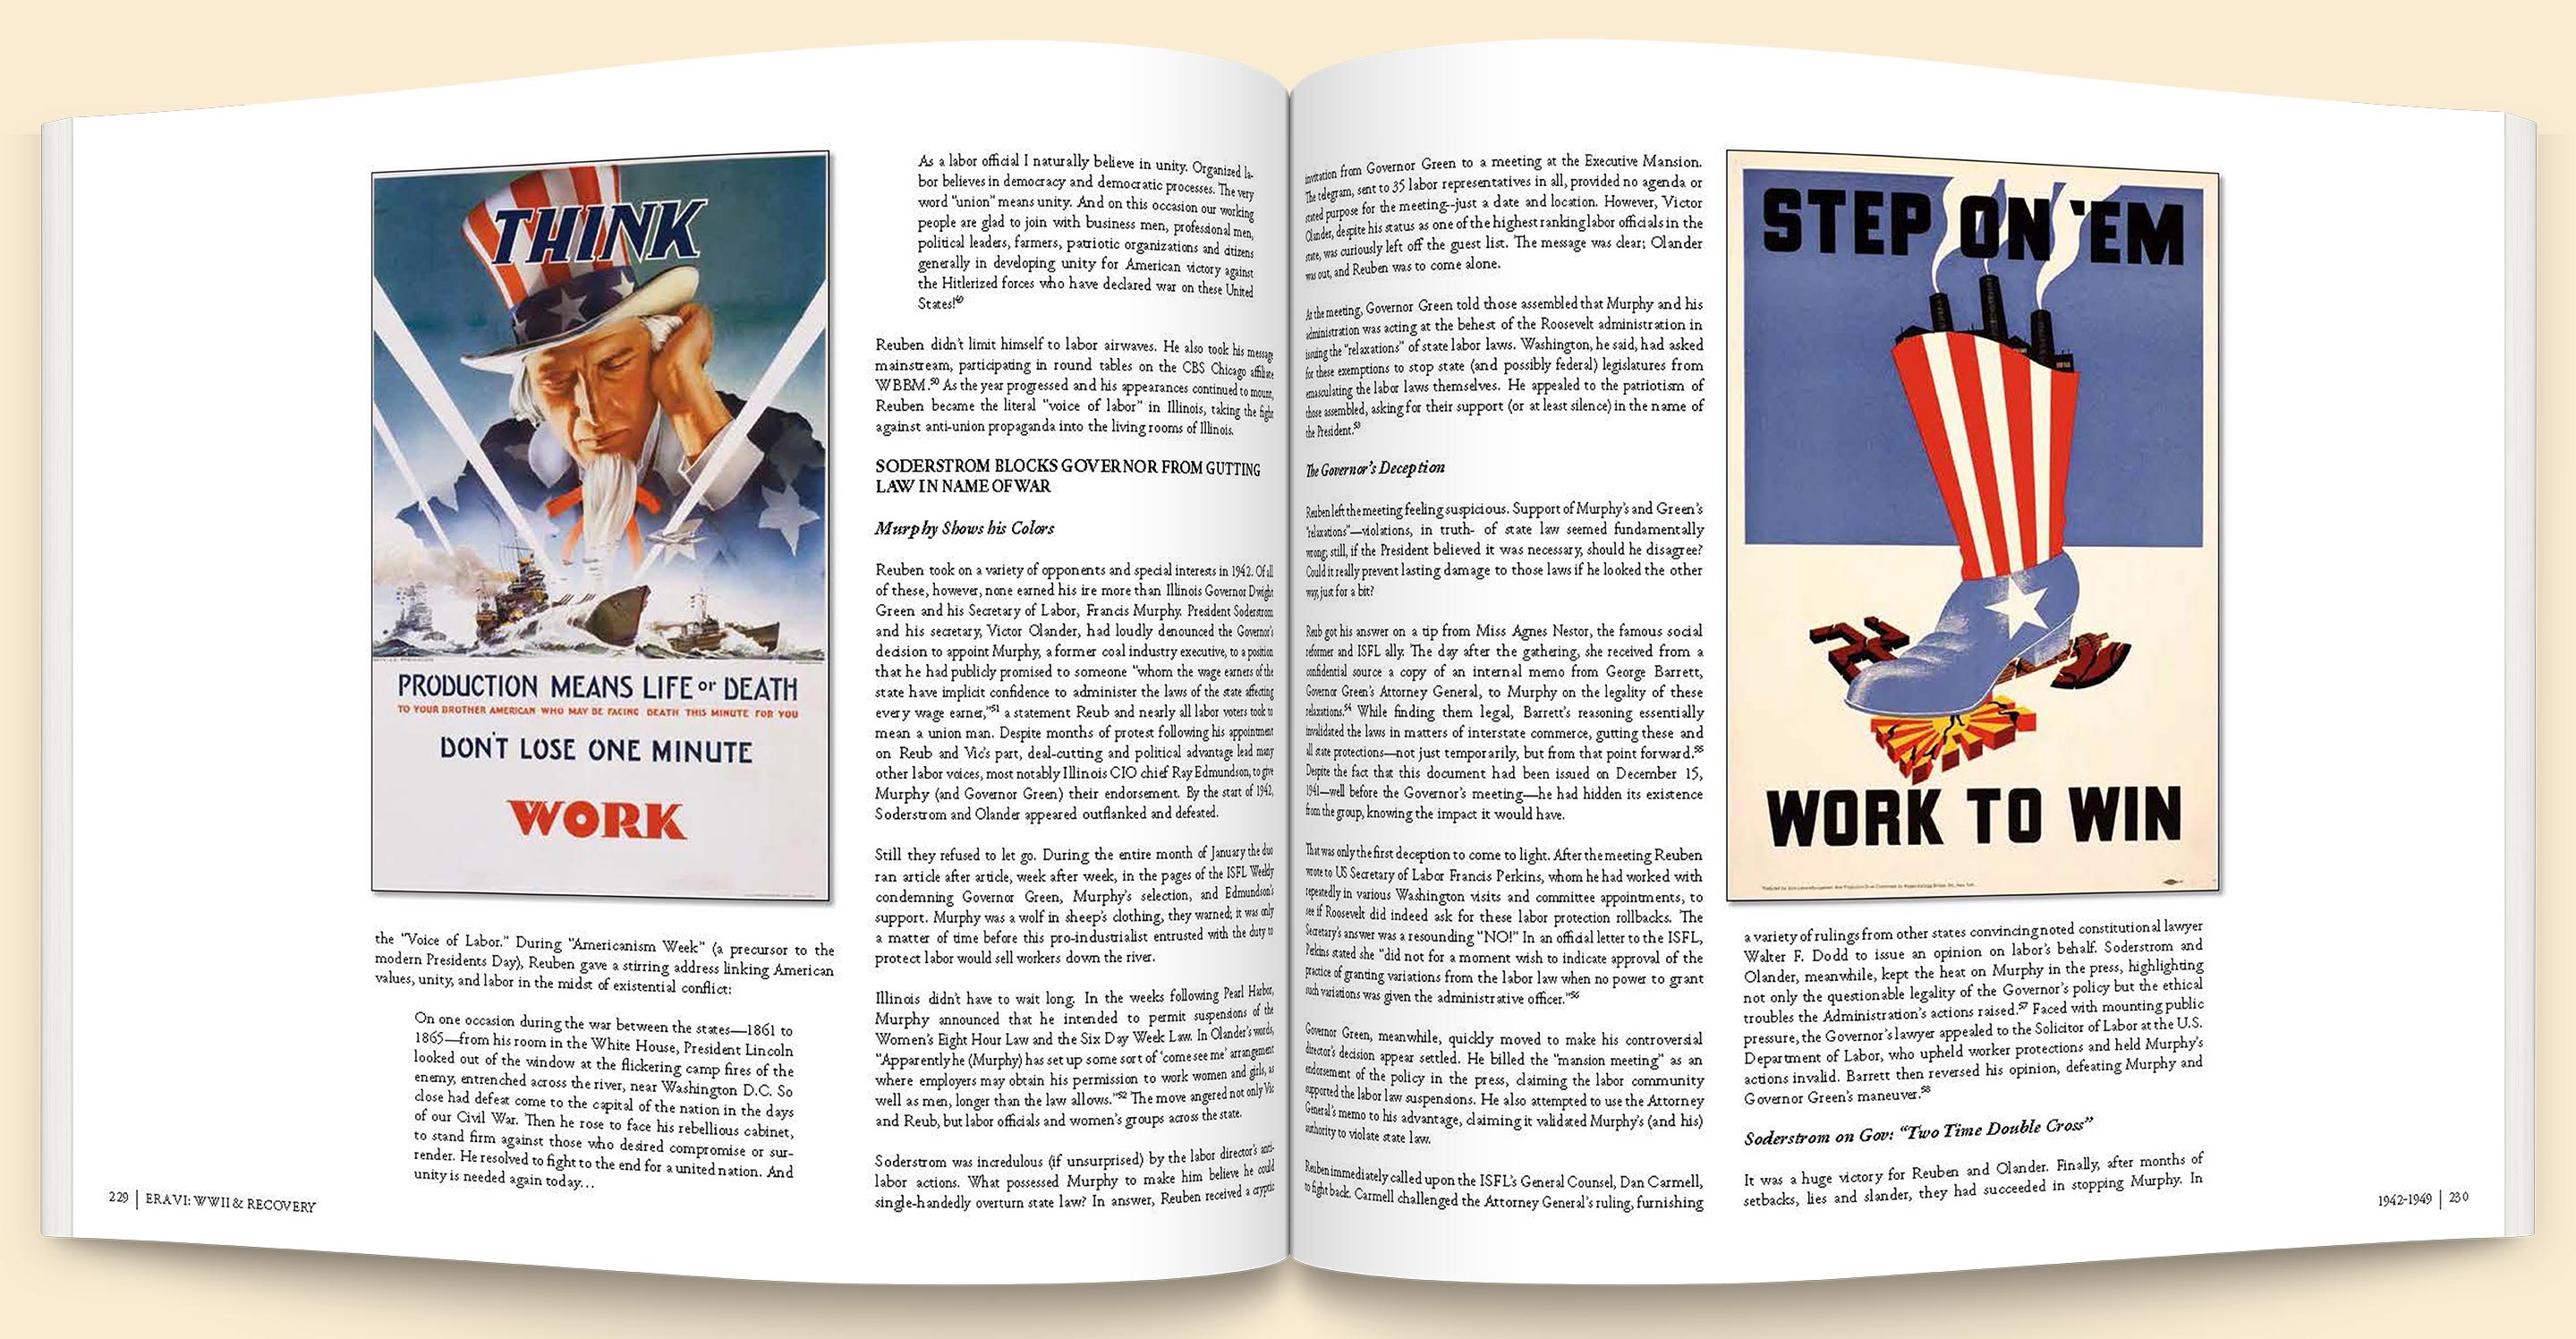 THINK
PRODUCTION MEANS LIFE or DEATH
TO YOUR BROTHER AMERICAN WHO MAY BE FACING DEATH THIS MINUTE FOR YOU
DON'T LOSE ONE MINUTE
WORK
the "Voice of Labor." During "Americanism Week" (a precursor to the
modern Presidents Day), Reuben gave a stirring address linking American
values, unity, and labor in the midst of existential conflict:
On one occasion during the war between the states—1861 to
1865—from his room in the White House, President Lincoln
looked out of the window at the flickering camp fires of the
enemy, entrenched across the river, near Washington D.C. So
close had defeat come to the capital of the nation in the days
of our Civil War. Then he rose to face his rebellious cabinet,
to stand firm against those who desired compromise or sur-
render. He resolved to fight to the end for a united nation. And
unity is needed again today…
229 | ERA VI: WWII & RECOVERY
As a labor official I naturally believe in unity. Organized la-
bor believes in democracy and democratic processes. The very
word "union" means unity. And on this occasion our working
people are glad to join with business men, professional men,
political leaders, farmers, patriotic organizations and citizens
generally in developing unity for American victory against
the Hitlerized forces who have declared war on these United
States!
Reuben didn't limit himself to labor airwaves. He also took his message
mainstream, participating in round tables on the CBS Chicago affiliate
WBBM.50 As the year progressed and his appearances continued to mount,
Reuben became the literal "voice of labor" in Illinois, taking the fight
against anti-union propaganda into the living rooms of Illinois.
SODERSTROM BLOCKS GOVERNOR FROM GUTTING
LAW IN NAME OF WAR
Murphy Shows his Colors
Reuben took on a variety of opponents and special interests in 1942. Of all
of these, however, none earned his ire more than Illinois Governor Dwight
Green and his Secretary of Labor, Francis Murphy. President Soderstrom
and his secretary, Victor Olander, had loudly denounced the Governor's
decision to appoint Murphy, a former coal industry executive, to a position
that he had publicly promised to someone "whom the wage earners of the
state have implicit confidence to administer the laws of the state affecting
every wage earner,"51 a statement Reub and nearly all labor voters took to
mean a union man. Despite months of protest following his appointment
on Reub and Vic's part, deal-cutting and political advantage lead many
other labor voices, most notably Illinois CIO chief Ray Edmundson, to give
Murphy (and Governor Green) their endorsement. By the start of 1942,
Soderstrom and Olander appeared outflanked and defeated.
Still they refused to let go. During the entire month of January the duo
ran article after article, week after week, in the pages of the ISFL Weekly
condemning Governor Green, Murphy's selection, and Edmundson's
support. Murphy was a wolf in sheep's clothing, they warned; it was only
a matter of time before this pro-industrialist entrusted with the duty to
protect labor would sell workers down the river.
Illinois didn't have to wait long. In the weeks following Pearl Harbor,
Murphy announced that he intended to permit suspensions of the
Women's Eight Hour Law and the Six Day Week Law. In Olander's words,
"Apparently he (Murphy) has set up some sort of 'come see me' arrangement
where employers may obtain his permission to work women and girls, as
well as men, longer than the law allows."52 The move angered not only Vic
and Reub, but labor officials and women's groups across the state.
Soderstrom was incredulous (if unsurprised) by the labor director's anti-
labor actions. What possessed Murphy to make him believe he could
single-handedly overturn state law? In answer, Reuben received a cryptic
invitation from Governor Green to a meeting at the Executive Mansion.
The telegram, sent to 35 labor representatives in all, provided no agenda or
stated purpose for the meeting--just a date and location. However, Victor
Olander, despite his status as one of the highest ranking labor officials in the
state, was curiously left off the guest list. The message was clear; Olander
was out, and Reuben was to come alone.
At the meeting, Governor Green told those assembled that Murphy and his
administration was acting at the behest of the Roosevelt administration in
issuing the "relaxations" of state labor laws. Washington, he said, had asked
for these exemptions to stop state (and possibly federal) legislatures from
emasculating the labor laws themselves. He appealed to the patriotism of
those assembled, asking for their support (or at least silence) in the name of
the President.53
The Governor's Deception
Reuben left the meeting feeling suspicious. Support of Murphy's and Green's
"relaxations"—violations, in truth- of state law seemed fundamentally
wrong; still, if the President believed it was necessary, should he disagree?
Could it really prevent lasting damage to those laws if he looked the other
way, just for a bit?
Reub got his answer on a tip from Miss Agnes Nestor, the famous social
reformer and ISFL ally. The day after the gathering, she received from a
confidential source a copy of an internal memo from George Barrett,
Governor Green's Attorney General, to Murphy on the legality of these
relaxations.54 While finding them legal, Barrett's reasoning essentially
invalidated the laws in matters of interstate commerce, gutting these and
all state protections—not just temporarily, but from that point forward.55
Despite the fact that this document had been issued on December 15,
1941—well before the Governor's meeting—he had hidden its existence
from the group, knowing the impact it would have.
That was only the first deception to come to light. After the meeting Reuben
wrote to US Secretary of Labor Francis Perkins, whom he had worked with
repeatedly in various Washington visits and committee appointments, to
see if Roosevelt did indeed ask for these labor protection rollbacks. The
Secretary's answer was a resounding "NO!" In an official letter to the ISFL,
Perkins stated she "did not for a moment wish to indicate approval of the
practice of granting variations from the labor law when no power to grant
such variations was given the administrative officer."56
Governor Green, meanwhile, quickly moved to make his controversial
director's decision appear settled. He billed the "mansion meeting" as an
endorsement of the policy in the press, claiming the labor community
supported the labor law suspensions. He also attempted to use the Attorney
General's memo to his advantage, claiming it validated Murphy's (and his)
authority to violate state law.
Reuben immediately called upon the ISFL's General Counsel, Dan Carmell,
to fight back. Carmell challenged the Attorney General's ruling, furnishing
STEP ON 'EM
WORK TO WIN
a variety of rulings from other states convincing noted constitutional lawyer
Walter F. Dodd to issue an opinion on labor's behalf. Soderstrom and
Olander, meanwhile, kept the heat on Murphy in the press, highlighting
not only the questionable legality of the Governor's policy but the ethical
troubles the Administration's actions raised.57 Faced with mounting public
pressure, the Governor's lawyer appealed to the Solicitor of Labor at the U.S.
Department of Labor, who upheld worker protections and held Murphy's
actions invalid. Barrett then reversed his opinion, defeating Murphy and
Governor Green's maneuver.58
Soderstrom on Gov: "Two Time Double Cross"
It was a huge victory for Reuben and Olander. Finally, after months of
setbacks, lies and slander, they had succeeded in stopping Murphy. In
1942-1949 | 230